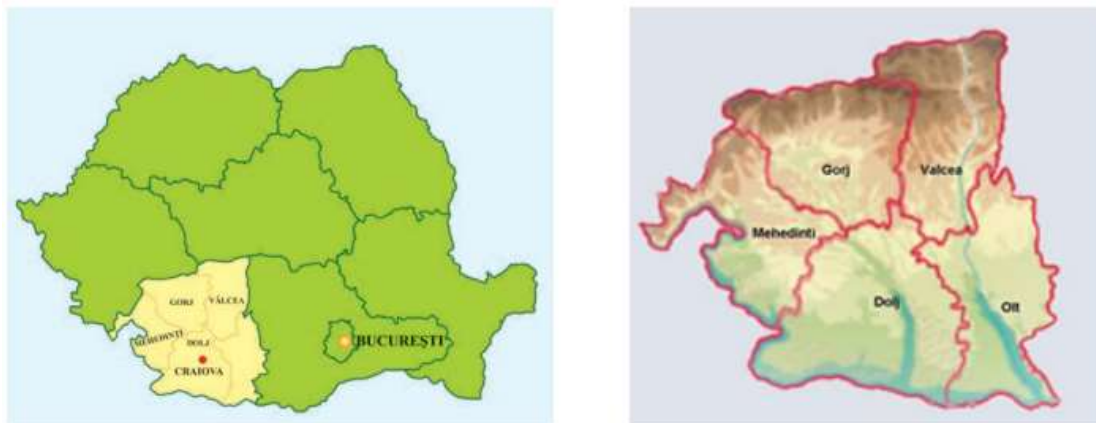 GORJ
VÂLCEA
MEHEDINȚI
DOLJ
CRAIOVA
BUCUREȘTI
Gorj
Valcea
Mehedinti
Dolj
Olt